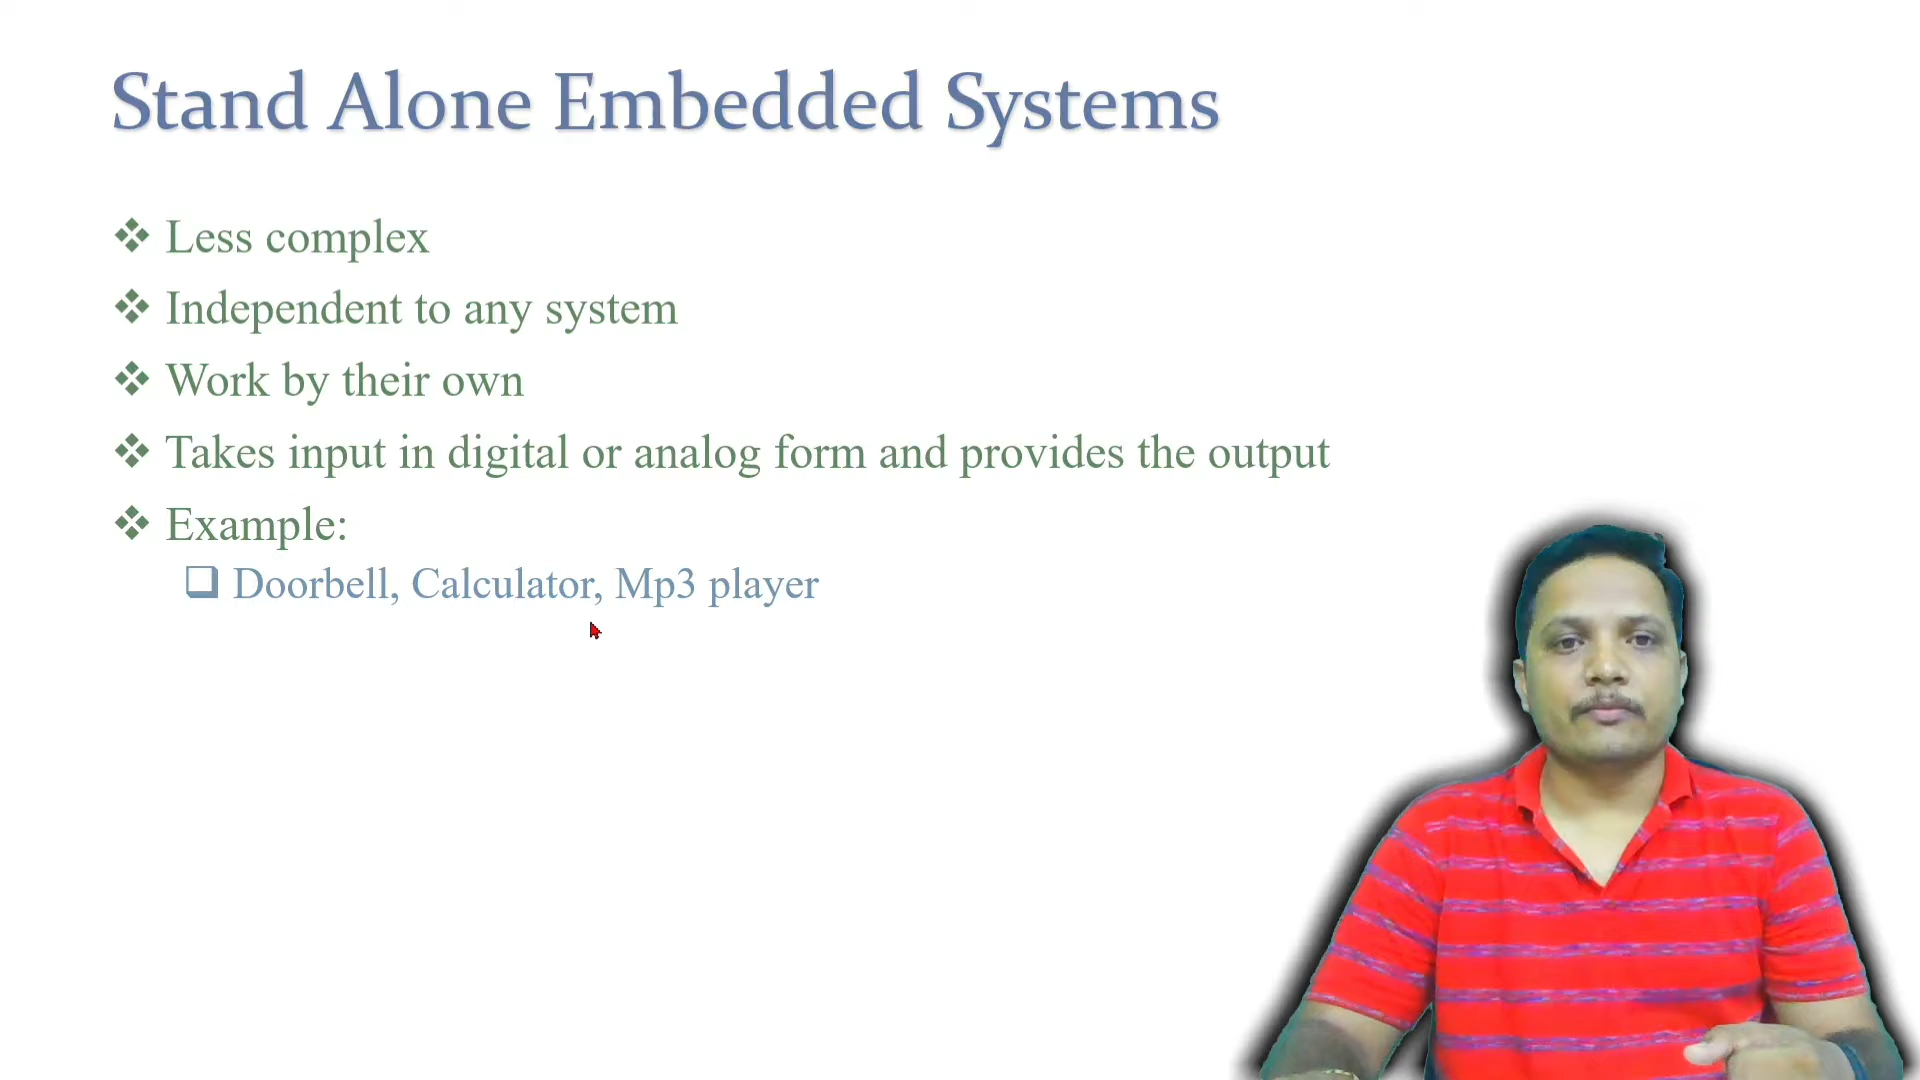 Stand Alone Embedded Systems
Less complex
Independent to any system
Work by their own
Takes input in digital or analog form and provides the output
Example:
Doorbell, Calculator, Mp3 player